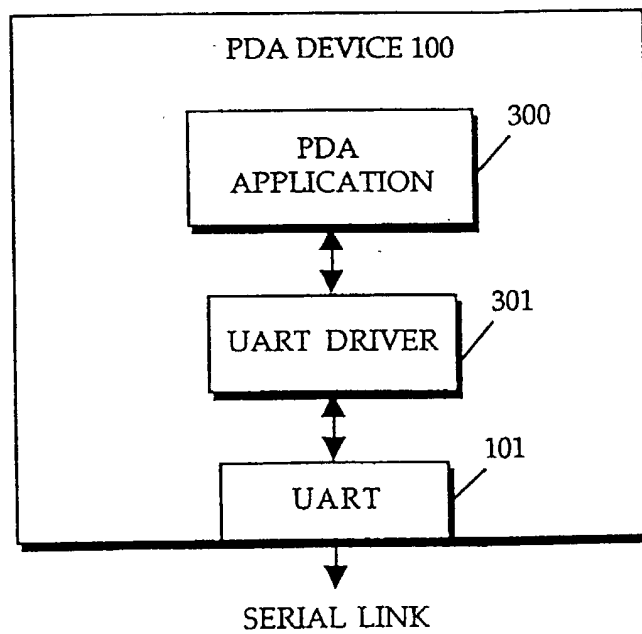 PDA DEVICE 100
300
PDA
APPLICATION
301
UART DRIVER
101
UART
SERIAL LINK